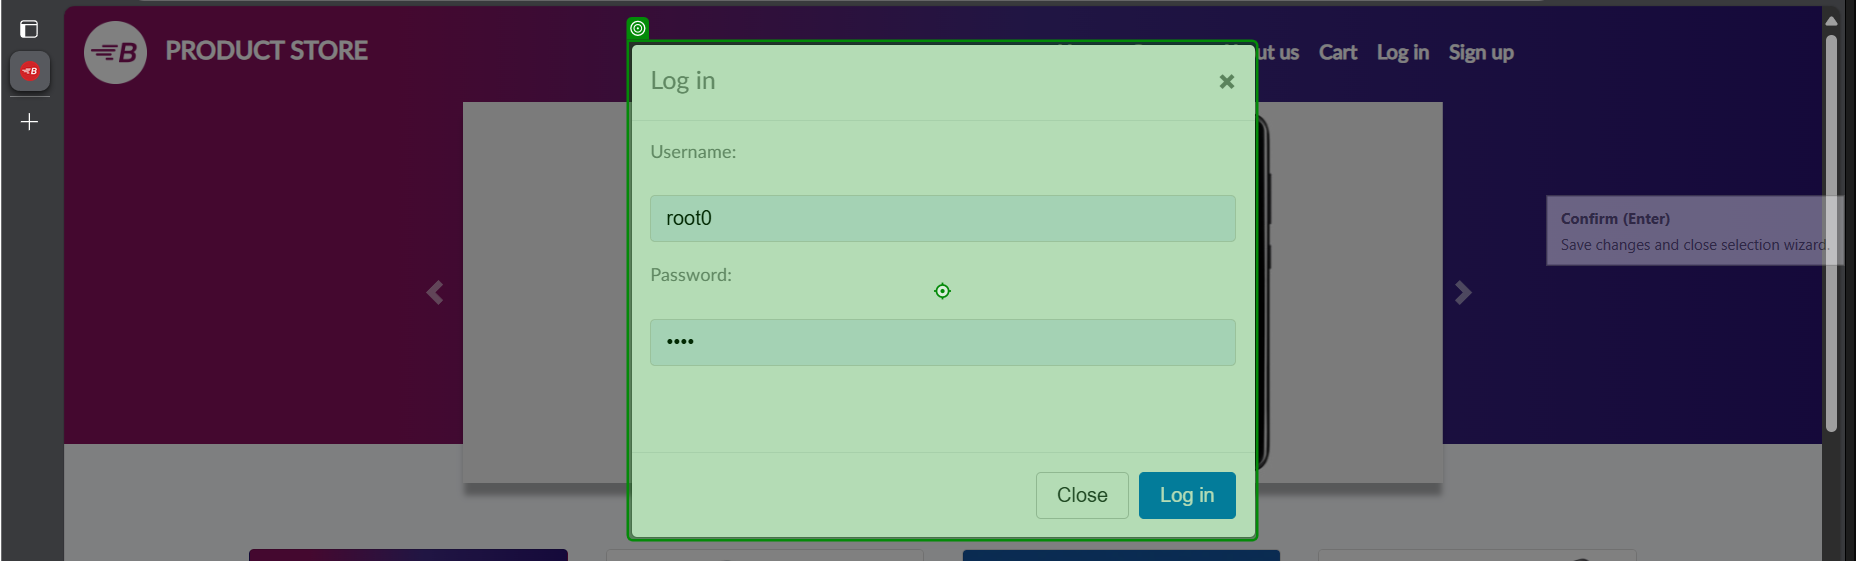 B PRODUCT STORE
ut us Cart Log in Sign up
Log in
Username:
root0
Password:
••••
Close Log in
Confirm (Enter)
Save changes and close selection wizard.